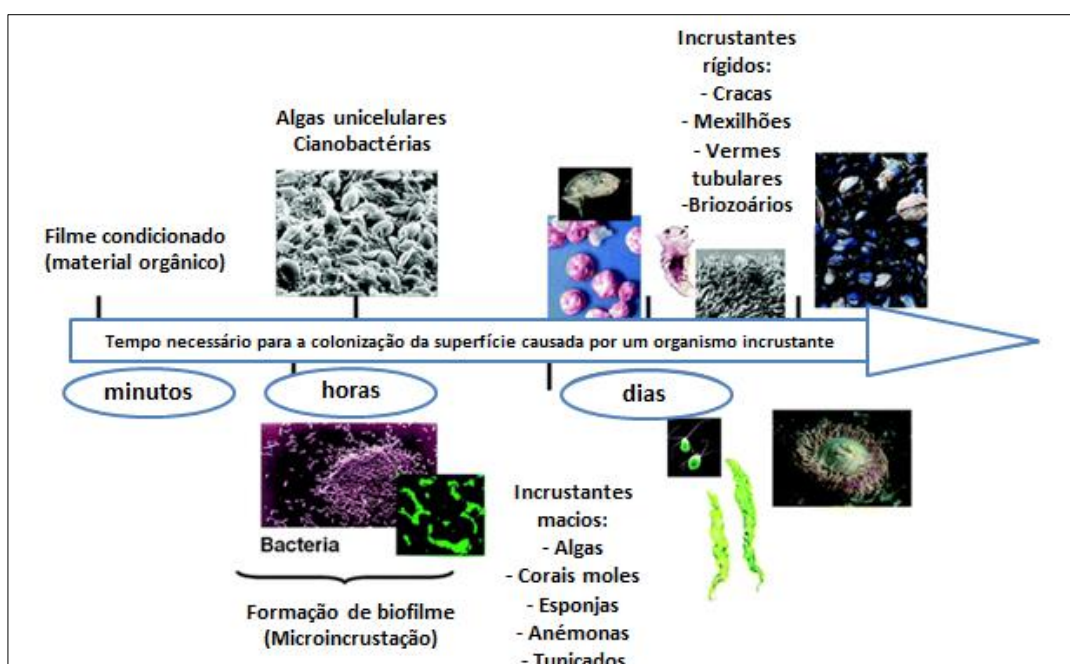 Incrustantes
rígidos:
- Cracas
- Mexilhões
- Vermes
tubulares
-Briozoários
Algas unicelulares
Cianobactérias
Filme condicionado
(material orgânico)
Tempo necessário para a colonização da superfície causada por um organismo incrustante
minutos
horas
dias
Bacteria
Formação de biofilme
(Microincrustação)
Incrustantes
macios:
- Algas
- Corais moles
- Esponjas
- Anémonas
- Tunicados